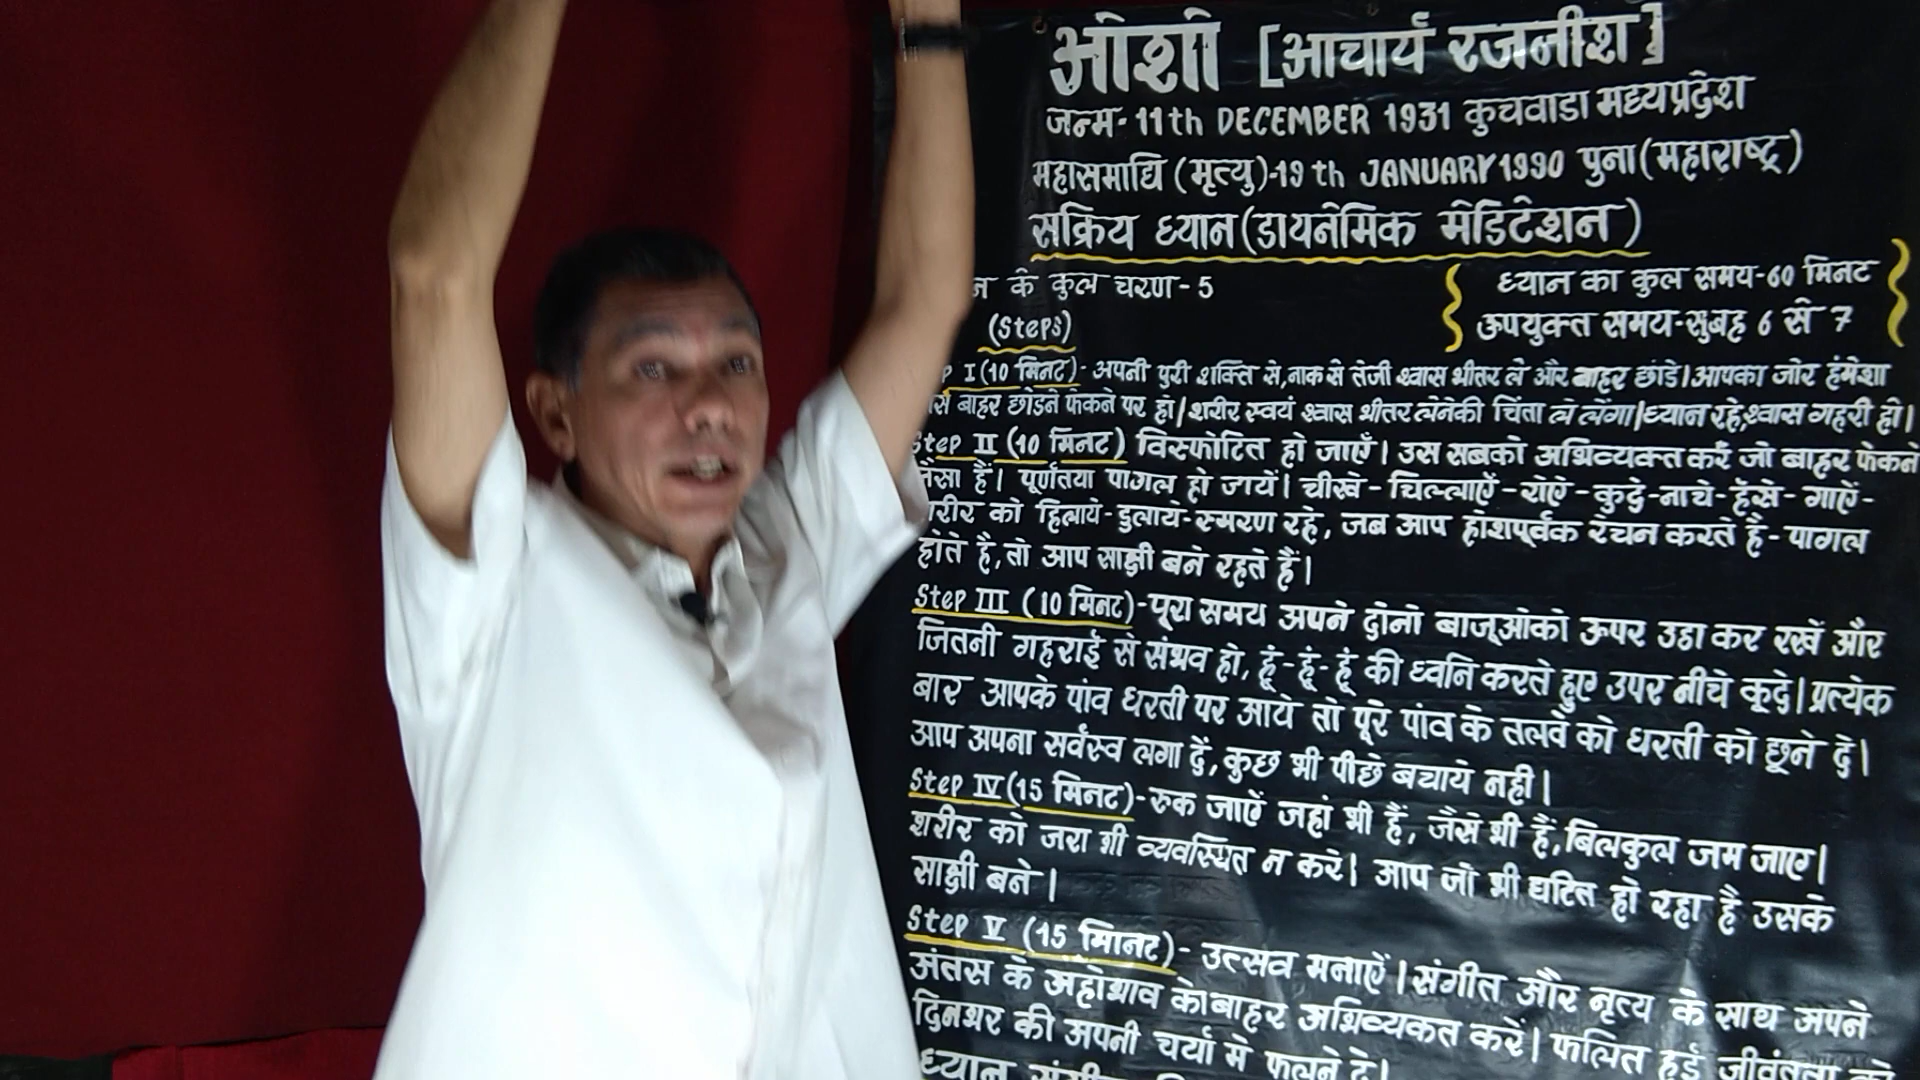 ओशो [आचार्य रजनीश]
जन्म- 11th DECEMBER 1931 कुचवाडा मध्यप्रदेश
महासमाधि (मृत्यु)-19 th JANUARY 1990 पुना (महाराष्ट्र)
सक्रिय ध्यान (डायनेमिक मेडिटेशन)
के कुल चरण - 5
ध्यान का कुल समय-60 मिनट
(Steps)
उपयुक्त समय-सुबह 6 से 7
I (10 मिनट)- अपनी पुरी शक्ति से, नाक से तेजी श्वास भीतर ले और बाहर छोडे। आपका जोर हंमेशा
बाहर छोडने फेकने पर हो। शरीर स्वयं श्वास भीतर लेनेकी चिंता ले लेंगा। ध्यान रहे, श्वास गहरी हो।
Step II (10 मिनट) विस्फोटित हो जाएँ। उस सबको अभिव्यक्त करें जो बाहर फेकने
जैसा हैं। पूर्णतया पागल हो जायें। चीखें - चिल्लाऐं - रोऐं - कुदे - नाचे - हँसे - गाऐं -
शरीर को हिलाये - डुलाये - स्मरण रहे, जब आप होशपूर्वक रेचन करते है - पागल
होते है, तो आप साक्षी बने रहते हैं।
Step III (10 मिनट)- पूरा समय अपने दोनो बाजूओको ऊपर उठा कर रखें और
जितनी गहराई से संभव हो, हूं-हूं-हूं की ध्वनि करते हुए उपर नीचे कूदे। प्रत्येक
बार आपके पांव धरती पर आये तो पूरे पांव के तलवे को धरती को छूने दे।
आप अपना सर्वस्व लगा दें, कुछ भी पीछे बचाये नही।
Step IV (15 मिनट)- रुक जाऐं जहां भी हैं, जैसे भी हैं, बिलकुल जम जाए।
शरीर को जरा भी व्यवस्थित न करे। आप जो भी घटित हो रहा है उसके
साक्षी बने।
Step V (15 मिानट) - उत्सव मनाऐं। संगीत और नृत्य के साथ अपने
अंतस के अहोभाव को बाहर अभिव्यकत करें। फलित हुई जीवंतता को
दिनभर की अपनी चर्या मे फलने दे।
ध्यान